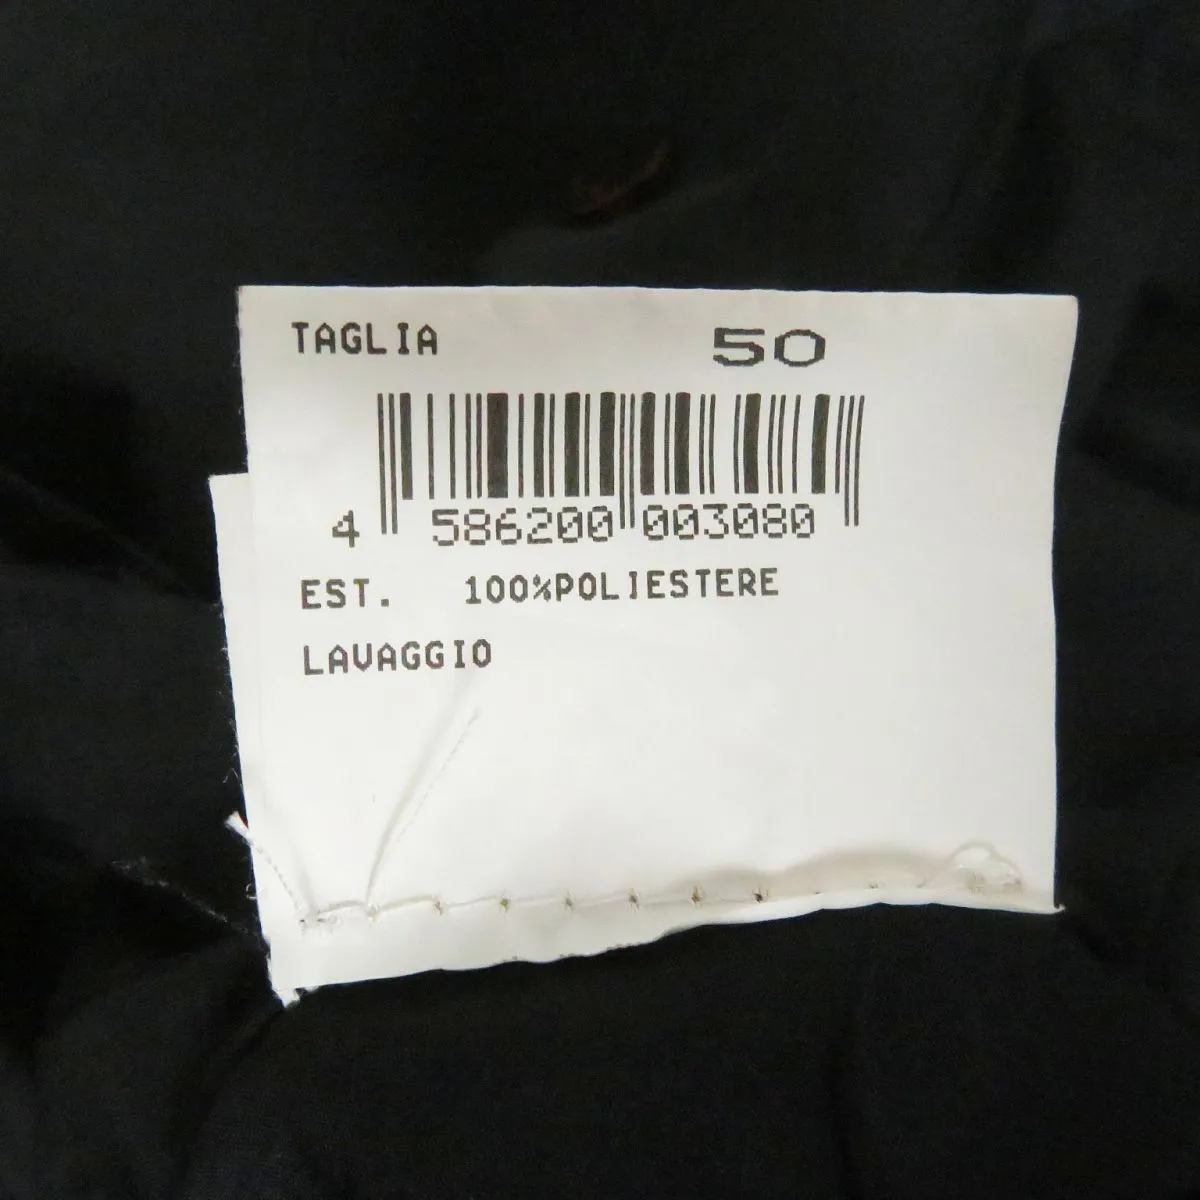 TAGLIA 50
4 586200 003080
EST. 100%POLIESTERE
LAVAGGIO